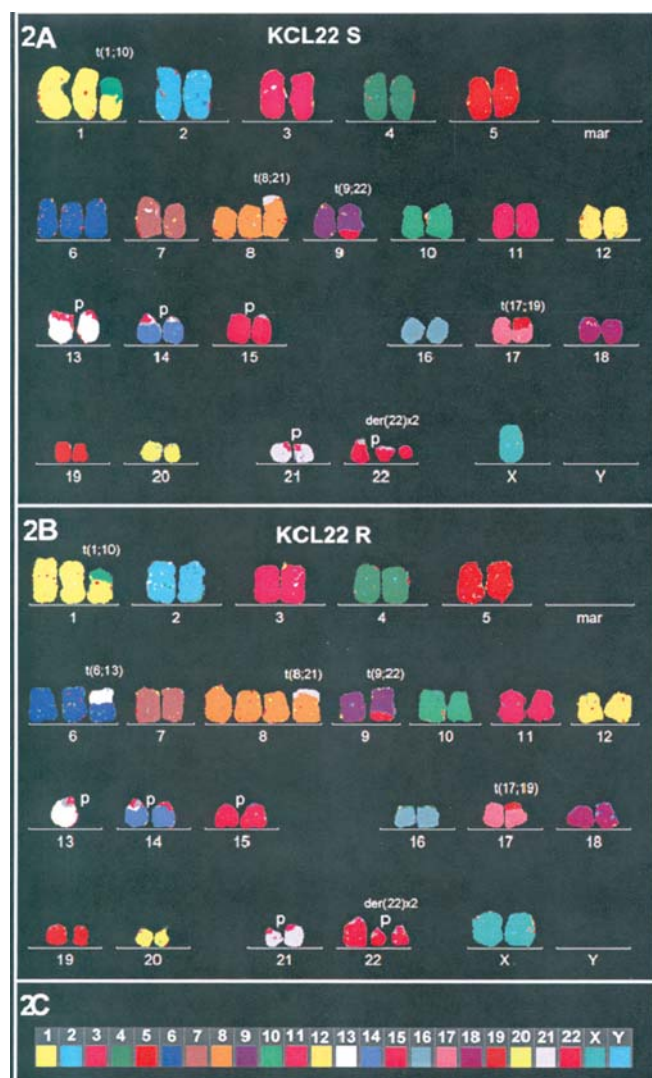 2A KCL22 S
t(1;10)
1 2 3 4 5 mar
t(8;21) t(9;22)
6 7 8 9 10 11 12
p p p t(17;19)
13 14 15 16 17 18
p der(22)x2 p
19 20 21 22 X Y
2B KCL22 R
t(1;10)
1 2 3 4 5 mar
t(6;13) t(8;21) t(9;22)
6 7 8 9 10 11 12
p p p t(17;19)
13 14 15 16 17 18
p der(22)x2 p
19 20 21 22 X Y
2C
1 2 3 4 5 6 7 8 9 10 11 12 13 14 15 16 17 18 19 20 21 22 X Y